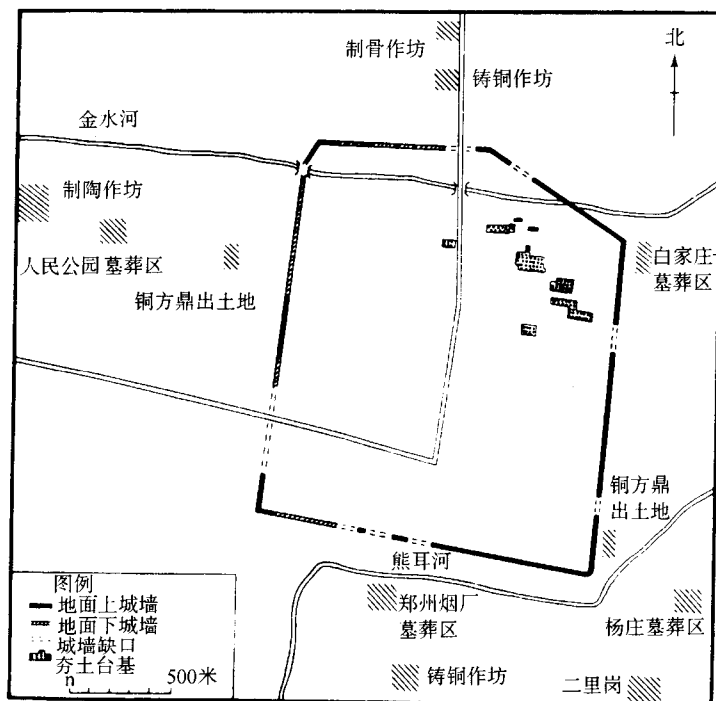 制骨作坊
北
铸铜作坊
金水河
制陶作坊
人民公园墓葬区
白家庄
墓葬区
铜方鼎出土地
铜方鼎
出土地
熊耳河
图例
地面上城墙
地面下城墙
城墙缺口
夯土台基
0 500米
郑州烟厂
墓葬区
杨庄墓葬区
铸铜作坊
二里岗